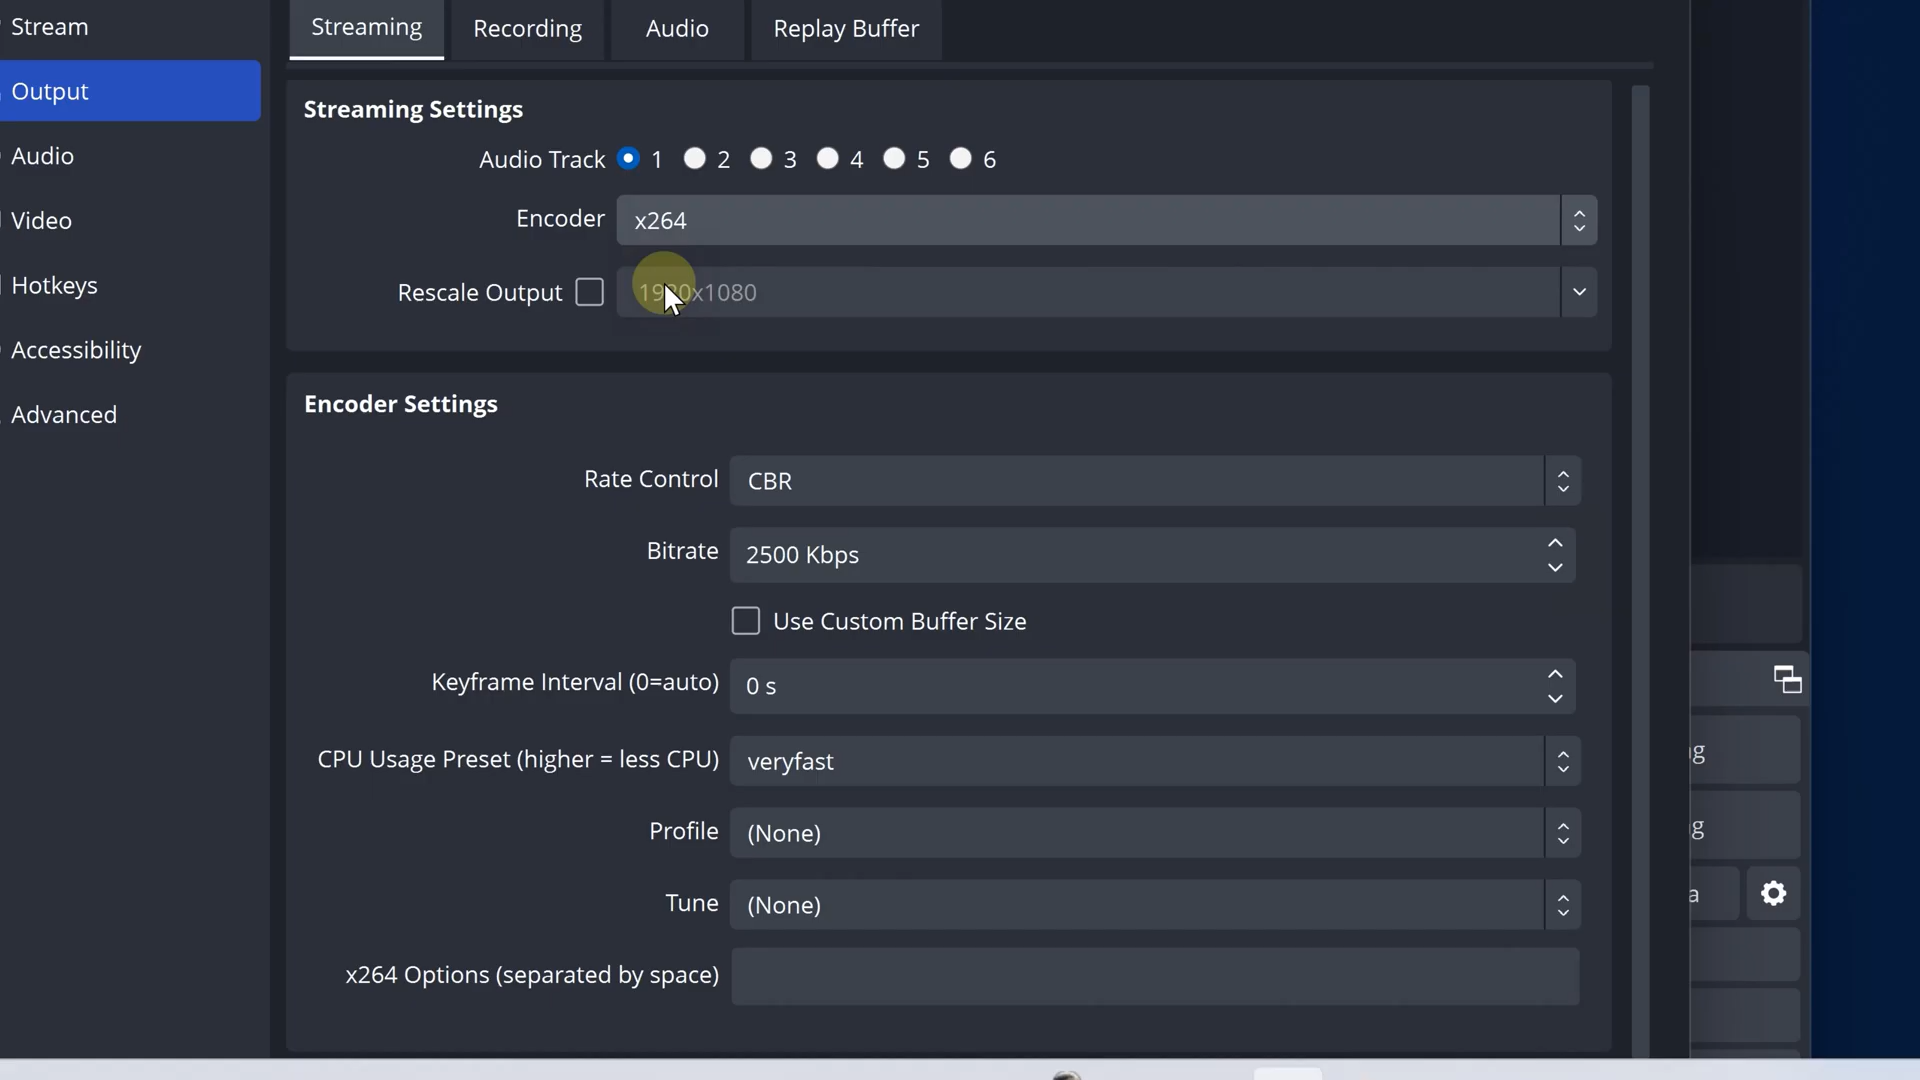 Stream
Output
Audio
Video
Hotkeys
Accessibility
Advanced
Streaming Recording Audio Replay Buffer
Streaming Settings
Audio Track 1 2 3 4 5 6
Encoder x264
Rescale Output 1920x1080
Encoder Settings
Rate Control CBR
Bitrate 2500 Kbps
Use Custom Buffer Size
Keyframe Interval (0=auto) 0 s
CPU Usage Preset (higher = less CPU) veryfast
Profile (None)
Tune (None)
x264 Options (separated by space)